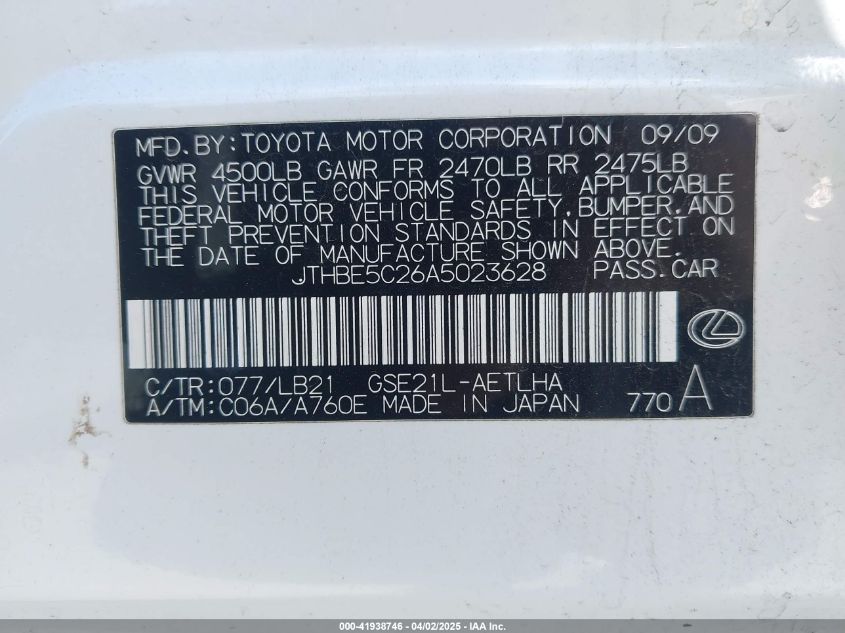 MFD.BY:TOYOTA MOTOR CORPORATION 09/09
GVWR 4500LB GAWR FR 2470LB RR 2475LB
THIS VEHICLE CONFORMS TO ALL APPLICABLE
FEDERAL MOTOR VEHICLE SAFETY,BUMPER,AND
THEFT PREVENTION STANDARDS IN EFFECT ON
THE DATE OF MANUFACTURE SHOWN ABOVE.
JTHBE5C26A5023628 PASS.CAR
C/TR:077/LB21 GSE21L-AETLHA
A/TM:C06A/A760E MADE IN JAPAN 770 A
000-41938746 - 04/02/2025 - IAA Inc.